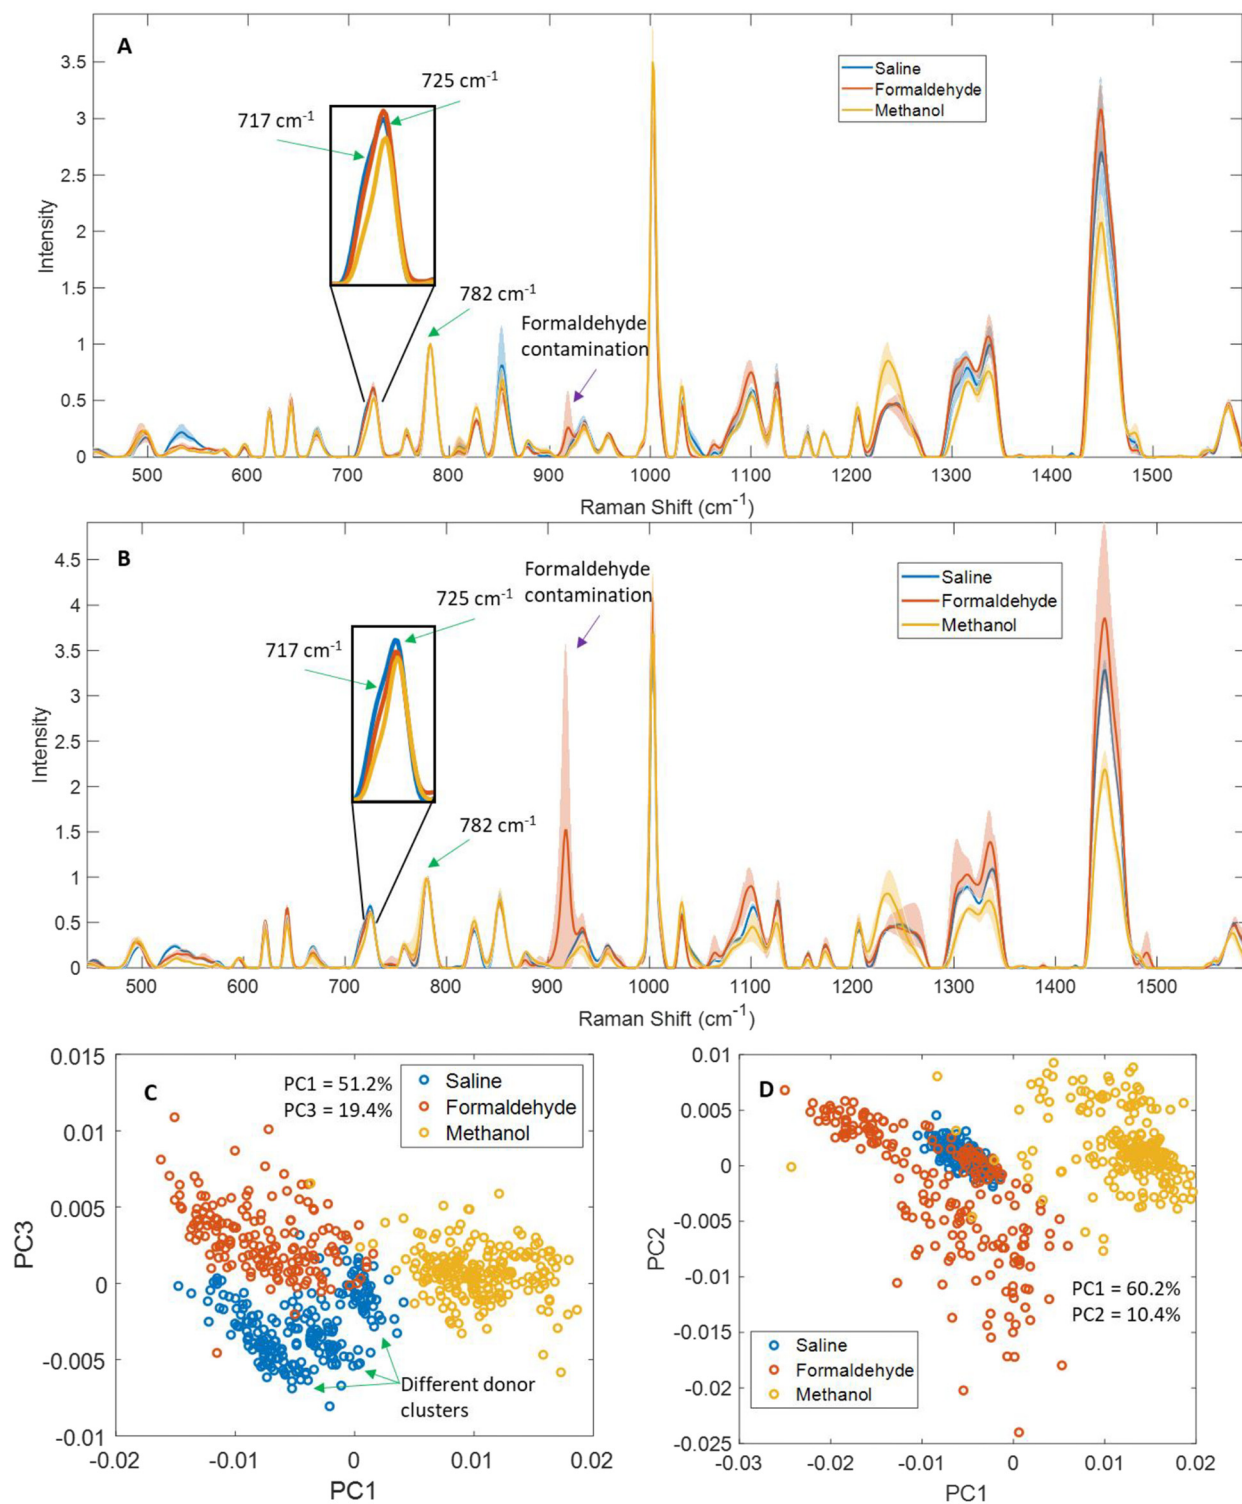 A
725 cm-1
717 cm-1
782 cm-1
Formaldehyde
contamination
Saline
Formaldehyde
Methanol
Intensity
3.5
3
2.5
2
1.5
1
0.5
0
500 600 700 800 900 1000 1100 1200 1300 1400 1500
Raman Shift (cm-1)
B
Formaldehyde
contamination
725 cm-1
717 cm-1
782 cm-1
Saline
Formaldehyde
Methanol
Intensity
4.5
4
3.5
3
2.5
2
1.5
1
0.5
0
500 600 700 800 900 1000 1100 1200 1300 1400 1500
Raman Shift (cm-1)
C
PC1 = 51.2%
PC3 = 19.4%
Saline
Formaldehyde
Methanol
Different donor
clusters
PC3
0.015
0.01
0.005
0
-0.005
-0.01
-0.02 -0.01 0 0.01 0.02
PC1
D
PC1 = 60.2%
PC2 = 10.4%
Saline
Formaldehyde
Methanol
PC2
0.01
0.005
0
-0.005
-0.01
-0.015
-0.02
-0.025
-0.03 -0.02 -0.01 0 0.01 0.02
PC1